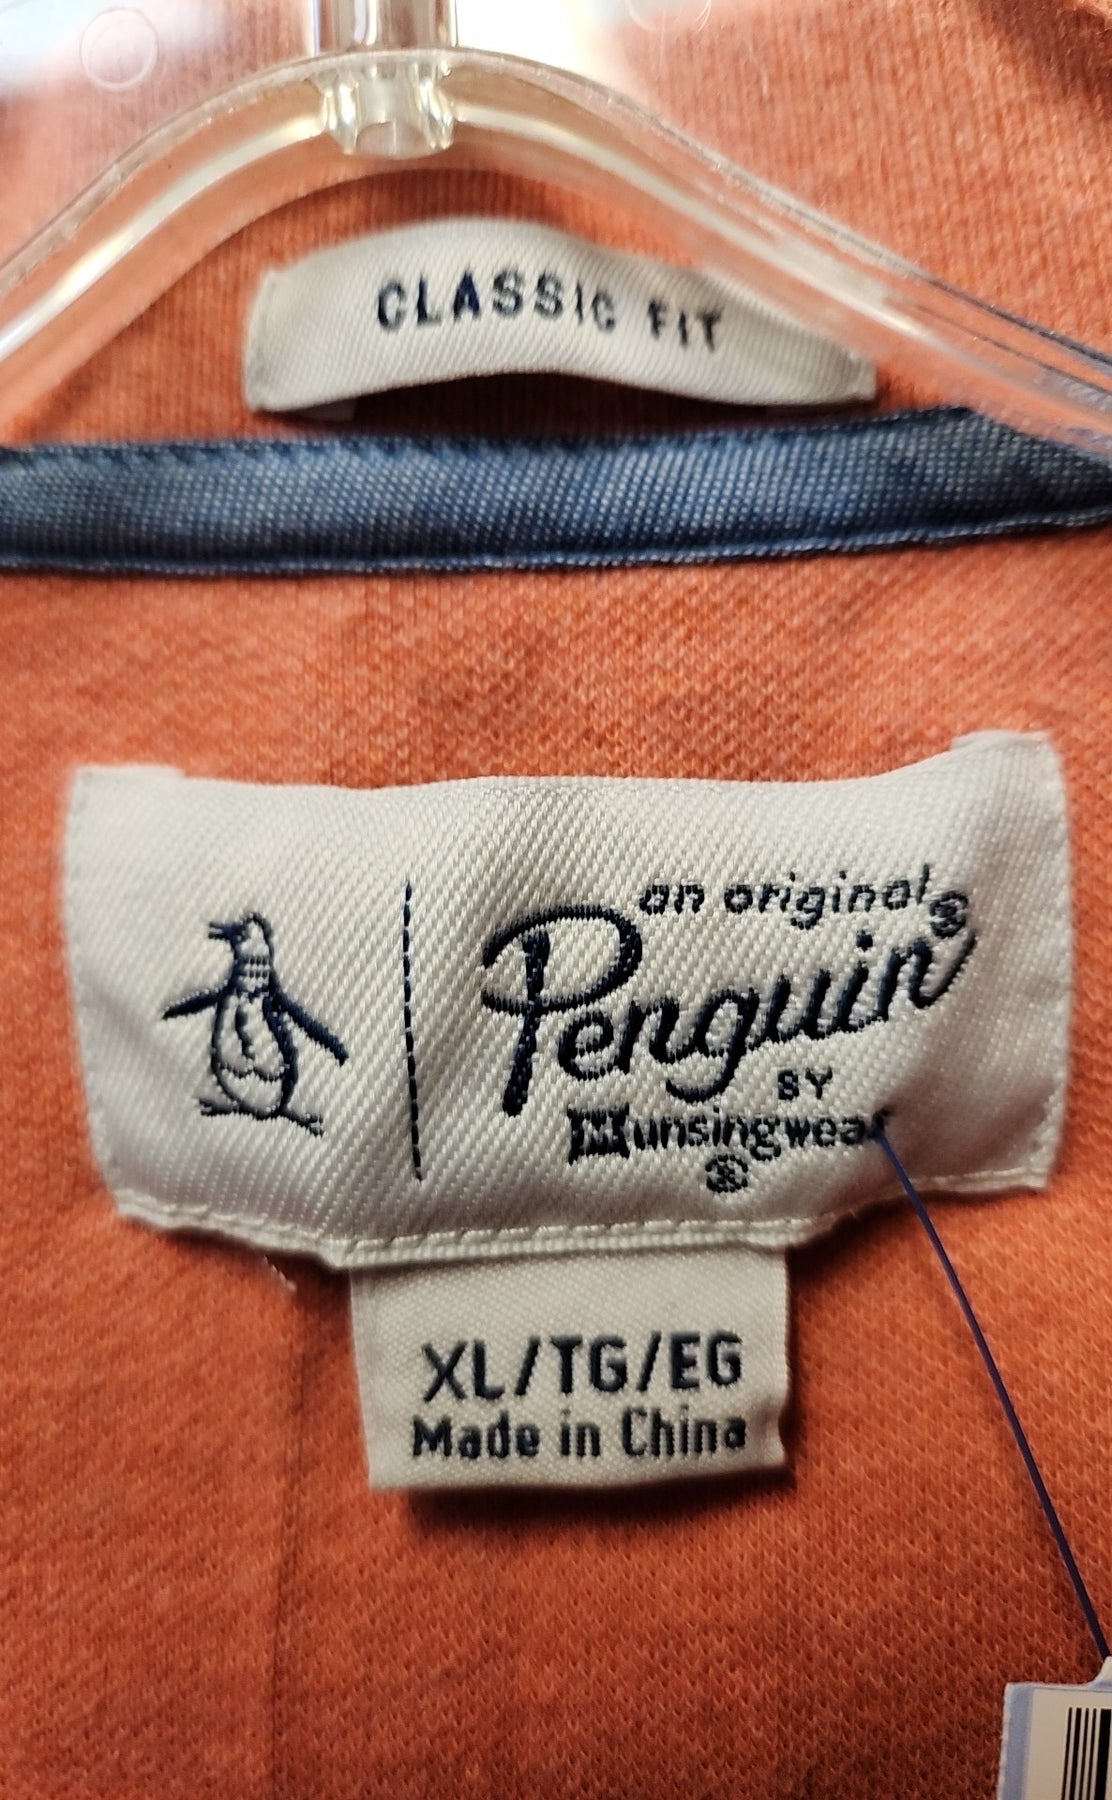 CLASSIC FIT
an original
Penguin®
BY
Munsingwear
®
XL/TG/EG
Made in China